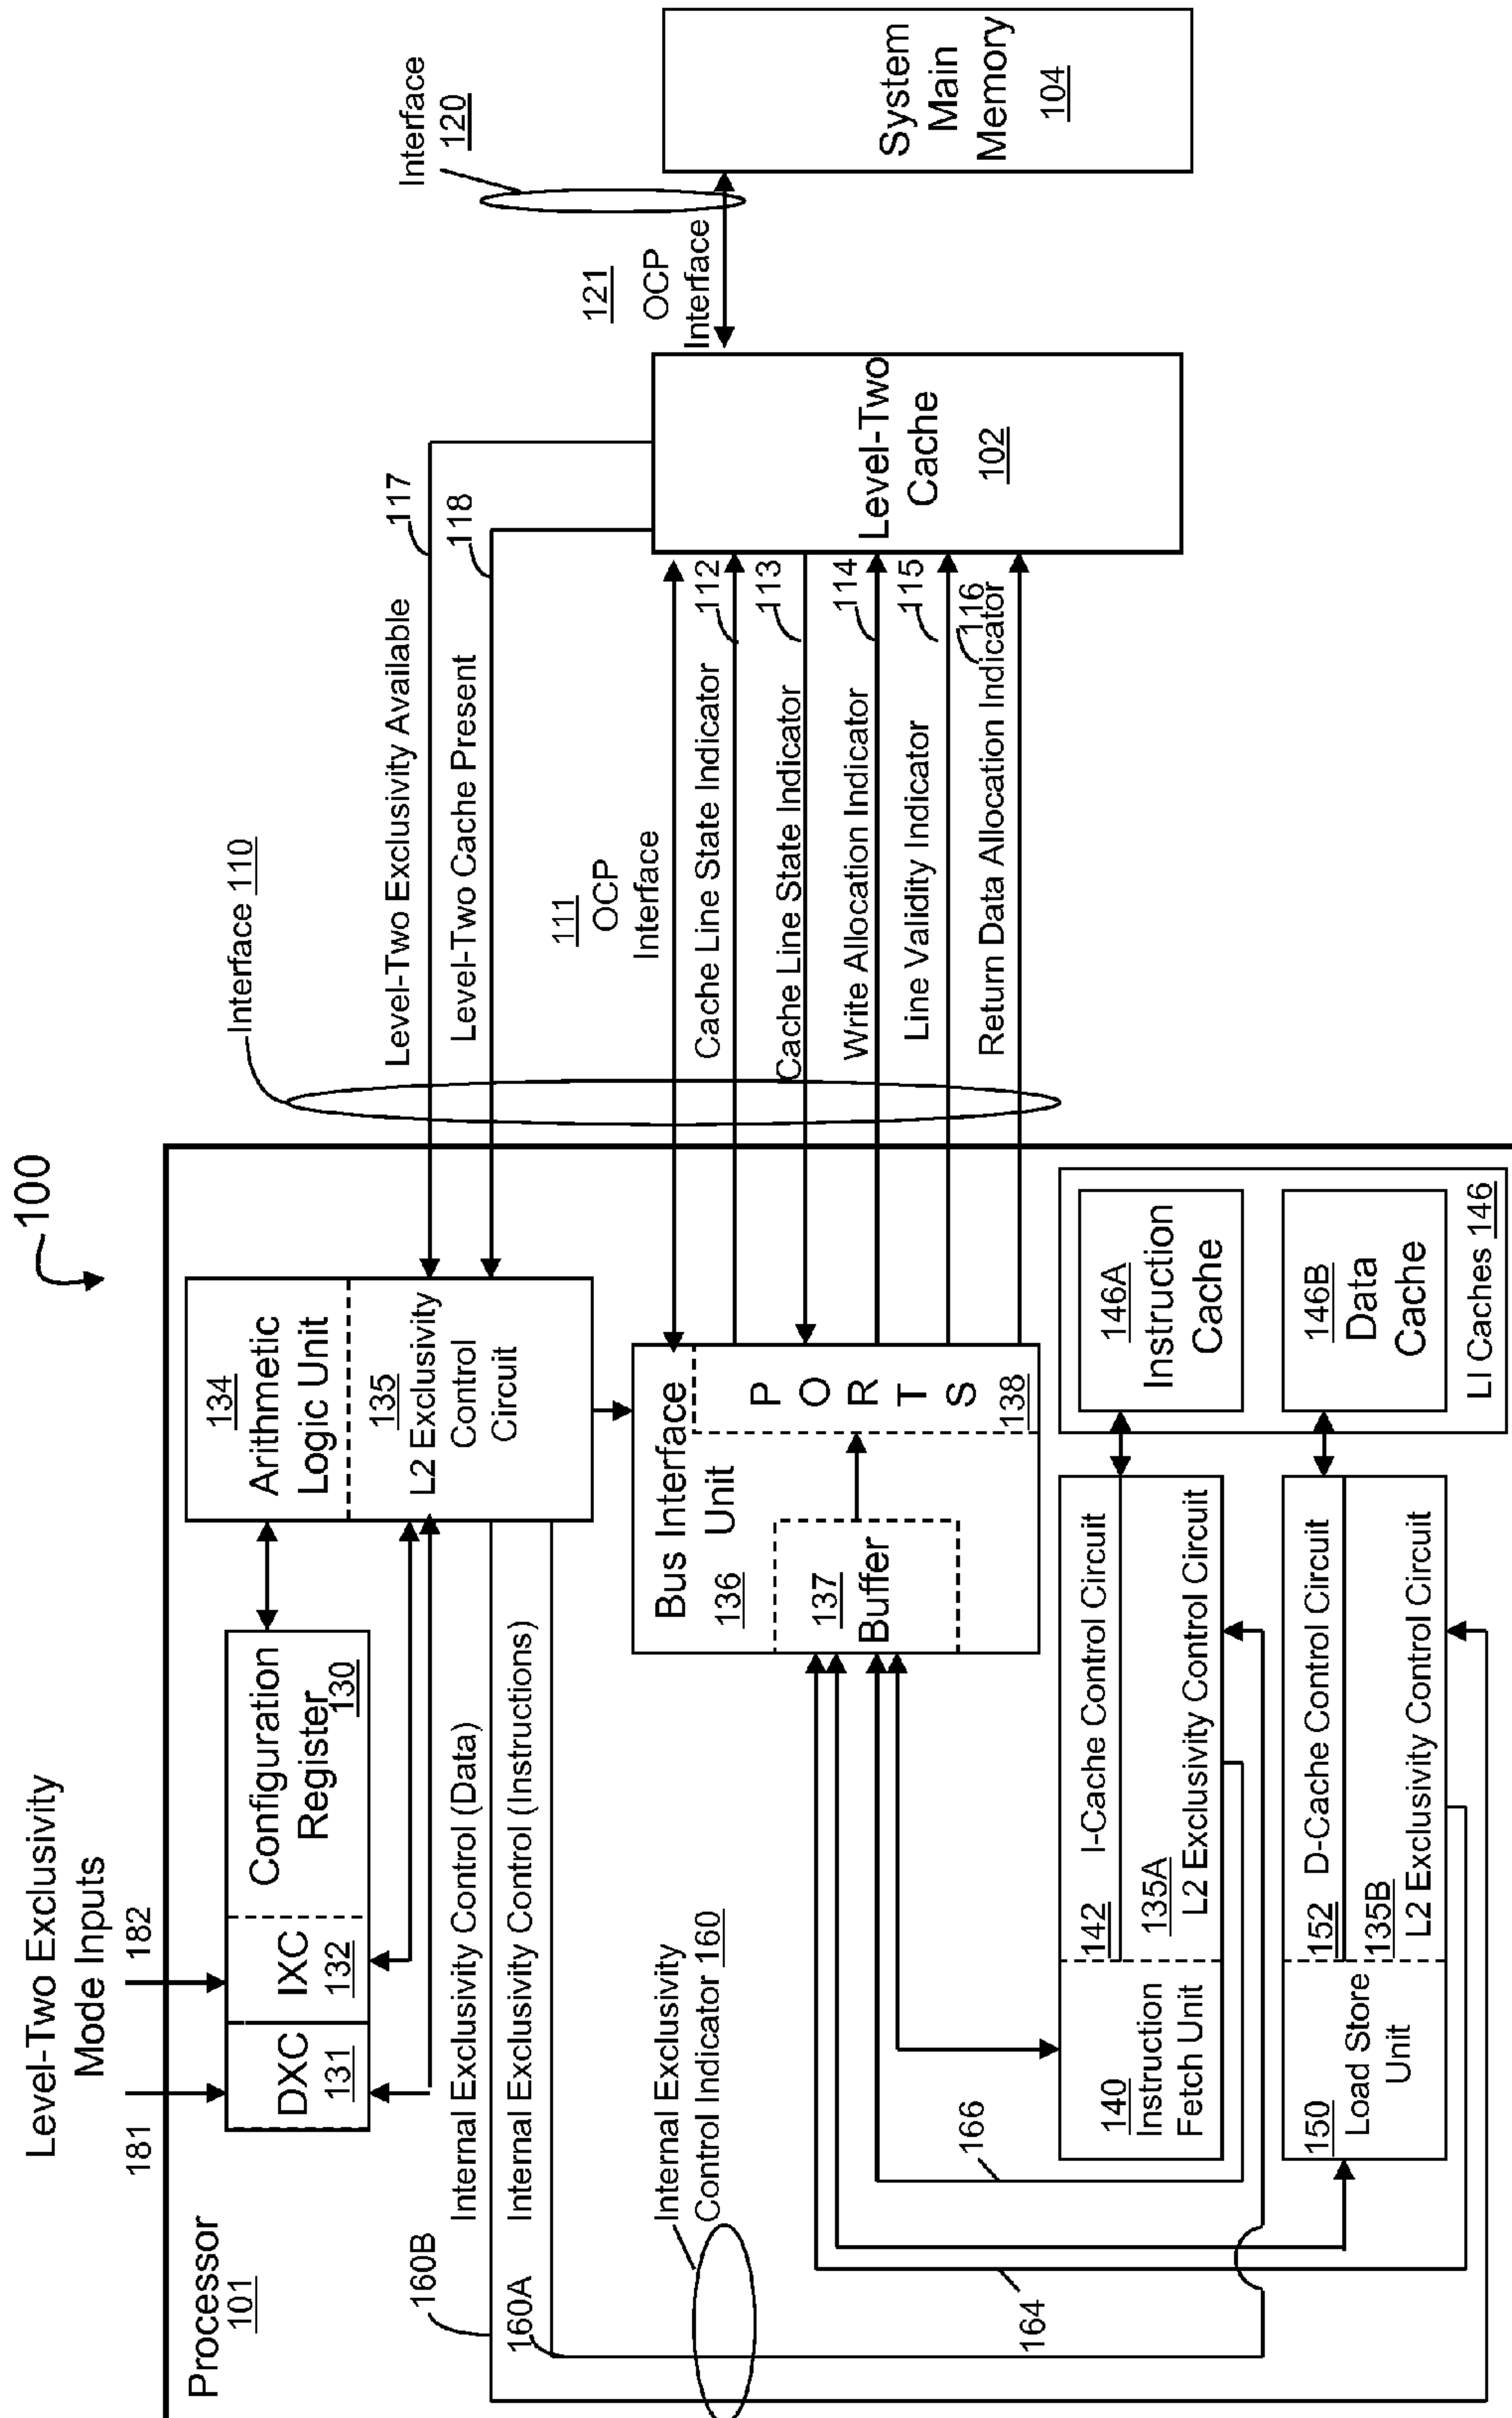 100
Processor
101
Level-Two Exclusivity
Mode Inputs
181
182
DXC
131
IXC
132
Configuration
Register
130
134
Arithmetic
Logic Unit
135
L2 Exclusivity
Control
Circuit
160B
Internal Exclusivity Control (Data)
160A
Internal Exclusivity Control (Instructions)
Internal Exclusivity
Control Indicator 160
Bus Interface
Unit
136
137
Buffer
P
O
R
T
S
138
164
166
140
Instruction
Fetch Unit
142
I-Cache Control Circuit
135A
L2 Exclusivity Control Circuit
150
Load Store
Unit
152
D-Cache Control Circuit
135B
L2 Exclusivity Control Circuit
146A
Instruction
Cache
146B
Data
Cache
LI Caches 146
Interface 110
Level-Two Exclusivity Available
117
Level-Two Cache Present
118
111
OCP
Interface
Cache Line State Indicator
112
Cache Line State Indicator
113
Write Allocation Indicator
114
Line Validity Indicator
115
Return Data Allocation Indicator
116
Level-Two
Cache
102
121
OCP
Interface
Interface
120
System
Main
Memory
104